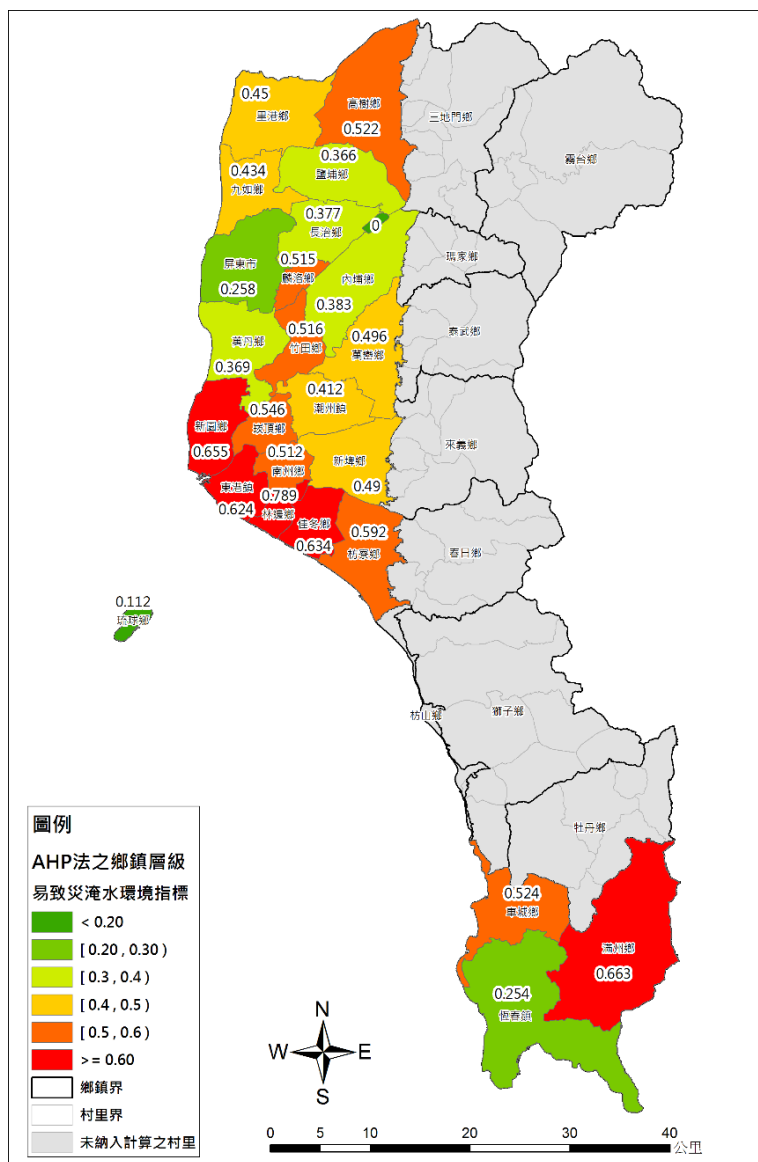 0.45
里港鄉
高樹鄉
0.522
三地門鄉
霧台鄉
0.366
鹽埔鄉
0.434
九如鄉
0.377
長治鄉
0
屏東市
0.258
0.515
麟洛鄉
內埔鄉
0.383
瑪家鄉
0.516
竹田鄉
0.496
萬巒鄉
泰武鄉
萬丹鄉
0.369
0.412
潮州鎮
0.546
崁頂鄉
新園鄉
0.655
0.512
南州鄉
新埤鄉
0.49
來義鄉
東港鎮
0.624
0.789
林邊鄉
佳冬鄉
0.634
0.592
枋寮鄉
春日鄉
0.112
琉球鄉
枋山鄉
獅子鄉
牡丹鄉
0.524
車城鄉
滿州鄉
0.663
0.254
恆春鎮
圖例
AHP法之鄉鎮層級
易致災淹水環境指標
< 0.20
[ 0.20 , 0.30 )
[ 0.3 , 0.4 )
[ 0.4 , 0.5 )
[ 0.5 , 0.6 )
>= 0.60
鄉鎮界
村里界
未納入計算之村里
N
W E
S
0 5 10 20 30 40
公里